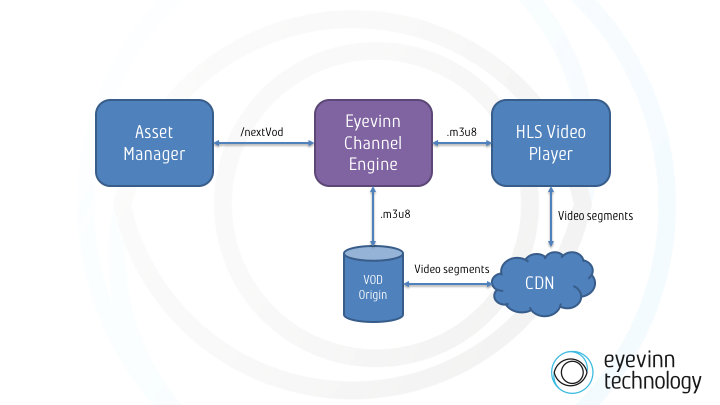 Asset
Manager
/nextVod
Eyevinn
Channel
Engine
.m3u8
HLS Video
Player
.m3u8
Video segments
VOD
Origin
Video segments
CDN
eyevinn
technology